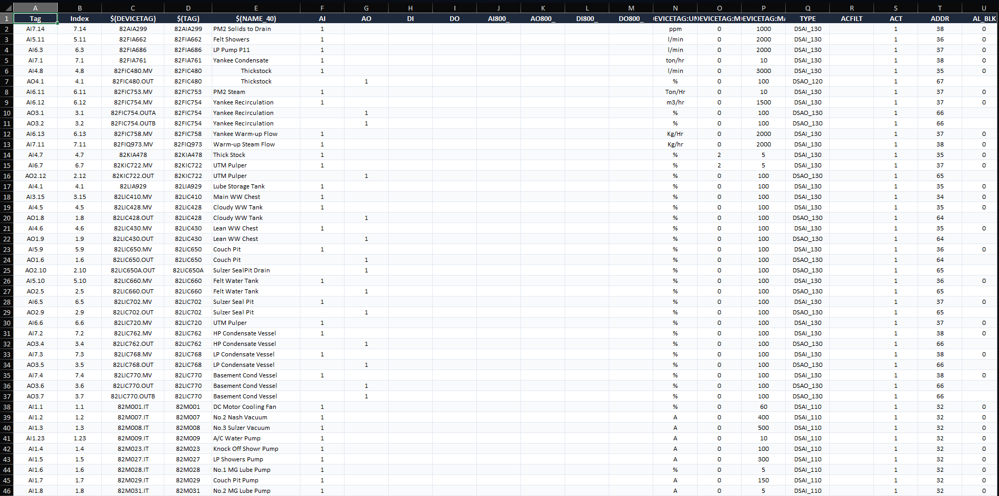 A B C D E F G H I J K L M N O P Q R S T U
1 Tag Index $(DEVICETAG) $(TAG) $(NAME_40) AI AO DI DO AI800_ AO800_ DI800_ DO800_ DEVICETAG:UN DEVICETAG:M DEVICETAG:MA TYPE ACFILT ACT ADDR AL_BLK
2 AI7.14 7.14 82AIA299 82AIA299 PM2 Solids to Drain 1 ppm 0 1000 DSAI_130 1 38 0
3 AI5.11 5.11 82FIA662 82FIA662 Felt Showers 1 l/min 0 2000 DSAI_130 1 36 0
4 AI6.3 6.3 82FIA686 82FIA686 LP Pump P11 1 l/min 0 2000 DSAI_130 1 37 0
5 AI7.1 7.1 82FIA761 82FIA761 Yankee Condensate 1 ton/hr 0 10 DSAI_130 1 38 0
6 AI4.8 4.8 82FIC480.MV 82FIC480 Thickstock 1 l/min 0 3000 DSAI_130 1 35 0
7 AO4.1 4.1 82FIC480.OUT 82FIC480 Thickstock 1 % 0 100 DSAO_120 1 67
8 AI6.11 6.11 82FIC753.MV 82FIC753 PM2 Steam 1 Ton/Hr 0 10 DSAI_130 1 37 0
9 AI6.12 6.12 82FIC754.MV 82FIC754 Yankee Recirculation 1 m3/hr 0 1500 DSAI_130 1 37 0
10 AO3.1 3.1 82FIC754.OUTA 82FIC754 Yankee Recirculation 1 % 0 100 DSAO_130 1 66
11 AO3.2 3.2 82FIC754.OUTB 82FIC754 Yankee Recirculation 1 % 0 100 DSAO_130 1 66
12 AI6.13 6.13 82FIC758.MV 82FIC758 Yankee Warm-up Flow 1 Kg/Hr 0 2000 DSAI_130 1 37 0
13 AI7.11 7.11 82FIQ973.MV 82FIQ973 Warm-up Steam Flow 1 Kg/hr 0 2000 DSAI_130 1 38 0
14 AI4.7 4.7 82KIA478 82KIA478 Thick Stock 1 % 2 5 DSAI_130 1 35 0
15 AI6.7 6.7 82KIC722.MV 82KIC722 UTM Pulper 1 % 2 5 DSAI_130 1 37 0
16 AO2.12 2.12 82KIC722.OUT 82KIC722 UTM Pulper 1 % 0 100 DSAO_130 1 65
17 AI4.1 4.1 82LIA929 82LIA929 Lube Storage Tank 1 % 0 100 DSAI_130 1 35 0
18 AI3.15 3.15 82LIC410.MV 82LIC410 Main WW Chest 1 % 0 100 DSAI_130 1 34 0
19 AI4.5 4.5 82LIC428.MV 82LIC428 Cloudy WW Tank 1 % 0 100 DSAI_130 1 35 0
20 AO1.8 1.8 82LIC428.OUT 82LIC428 Cloudy WW Tank 1 % 0 100 DSAO_130 1 64
21 AI4.6 4.6 82LIC430.MV 82LIC430 Lean WW Chest 1 % 0 100 DSAI_130 1 35 0
22 AO1.9 1.9 82LIC430.OUT 82LIC430 Lean WW Chest 1 % 0 100 DSAO_130 1 64
23 AI5.9 5.9 82LIC650.MV 82LIC650 Couch Pit 1 % 0 100 DSAI_130 1 36 0
24 AO1.6 1.6 82LIC650.OUT 82LIC650 Couch Pit 1 % 0 100 DSAO_130 1 64
25 AO2.10 2.10 82LIC650A.OUT 82LIC650A Sulzer SealPit Drain 1 % 0 100 DSAO_130 1 65
26 AI5.10 5.10 82LIC660.MV 82LIC660 Felt Water Tank 1 % 0 100 DSAI_130 1 36 0
27 AO2.5 2.5 82LIC660.OUT 82LIC660 Felt Water Tank 1 % 0 100 DSAO_130 1 65
28 AI6.5 6.5 82LIC702.MV 82LIC702 Sulzer Seal Pit 1 % 0 100 DSAI_130 1 37 0
29 AO2.9 2.9 82LIC702.OUT 82LIC702 Sulzer Seal Pit 1 % 0 100 DSAO_130 1 65
30 AI6.6 6.6 82LIC720.MV 82LIC720 UTM Pulper 1 % 0 100 DSAI_130 1 37 0
31 AI7.2 7.2 82LIC762.MV 82LIC762 HP Condensate Vessel 1 % 0 100 DSAI_130 1 38 0
32 AO3.4 3.4 82LIC762.OUT 82LIC762 HP Condensate Vessel 1 % 0 100 DSAO_130 1 66
33 AI7.3 7.3 82LIC768.MV 82LIC768 LP Condensate Vessel 1 % 0 100 DSAI_130 1 38 0
34 AO3.5 3.5 82LIC768.OUT 82LIC768 LP Condensate Vessel 1 % 0 100 DSAO_130 1 66
35 AI7.4 7.4 82LIC770.MV 82LIC770 Basement Cond Vessel 1 % 0 100 DSAI_130 1 38 0
36 AO3.6 3.6 82LIC770.OUT 82LIC770 Basement Cond Vessel 1 % 0 100 DSAO_130 1 66
37 AO3.7 3.7 82LIC770.OUTB 82LIC770 Basement Cond Vessel 1 % 0 100 DSAO_130 1 66
38 AI1.1 1.1 82M001.IT 82M001 DC Motor Cooling Fan 1 % 0 60 DSAI_110 1 32 0
39 AI1.2 1.2 82M007.IT 82M007 No.2 Nash Vacuum 1 A 0 400 DSAI_110 1 32 0
40 AI1.3 1.3 82M008.IT 82M008 No.3 Sulzer Vacuum 1 A 0 500 DSAI_110 1 32 0
41 AI1.23 1.23 82M009.IT 82M009 A/C Water Pump 1 A 0 10 DSAI_110 1 32 0
42 AI1.4 1.4 82M023.IT 82M023 Knock Off Showr Pump 1 A 0 100 DSAI_110 1 32 0
43 AI1.5 1.5 82M027.IT 82M027 LP Showers Pump 1 A 0 300 DSAI_110 1 32 0
44 AI1.6 1.6 82M028.IT 82M028 No.1 MG Lube Pump 1 % 0 5 DSAI_110 1 32 0
45 AI1.7 1.7 82M029.IT 82M029 Couch Pit Pump 1 A 0 150 DSAI_110 1 32 0
46 AI1.8 1.8 82M031.IT 82M031 No.2 MG Lube Pump 1 A 0 5 DSAI_110 1 32 0